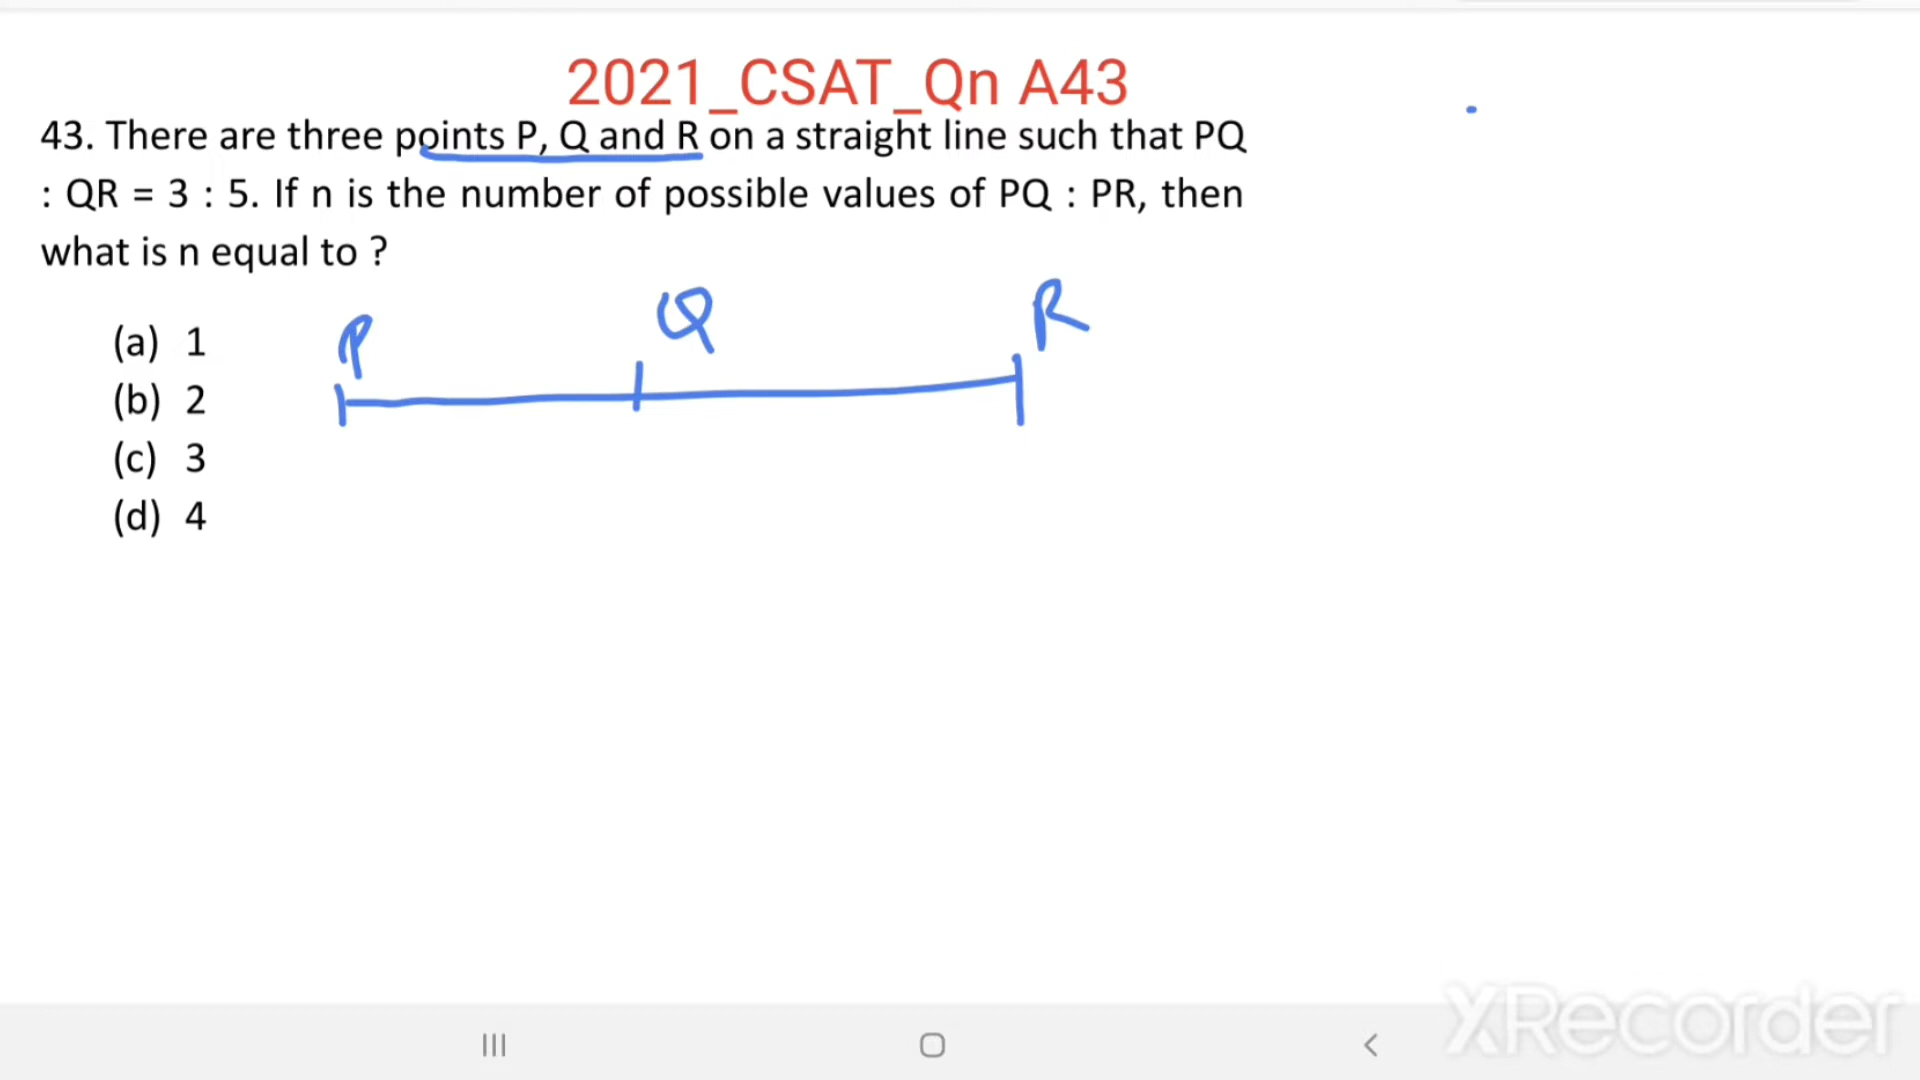 2021_CSAT_Qn A43
43. There are three points P, Q and R on a straight line such that PQ
: QR = 3 : 5. If n is the number of possible values of PQ : PR, then
what is n equal to ?
(a) 1
(b) 2
(c) 3
(d) 4
P Q R
XRecorder